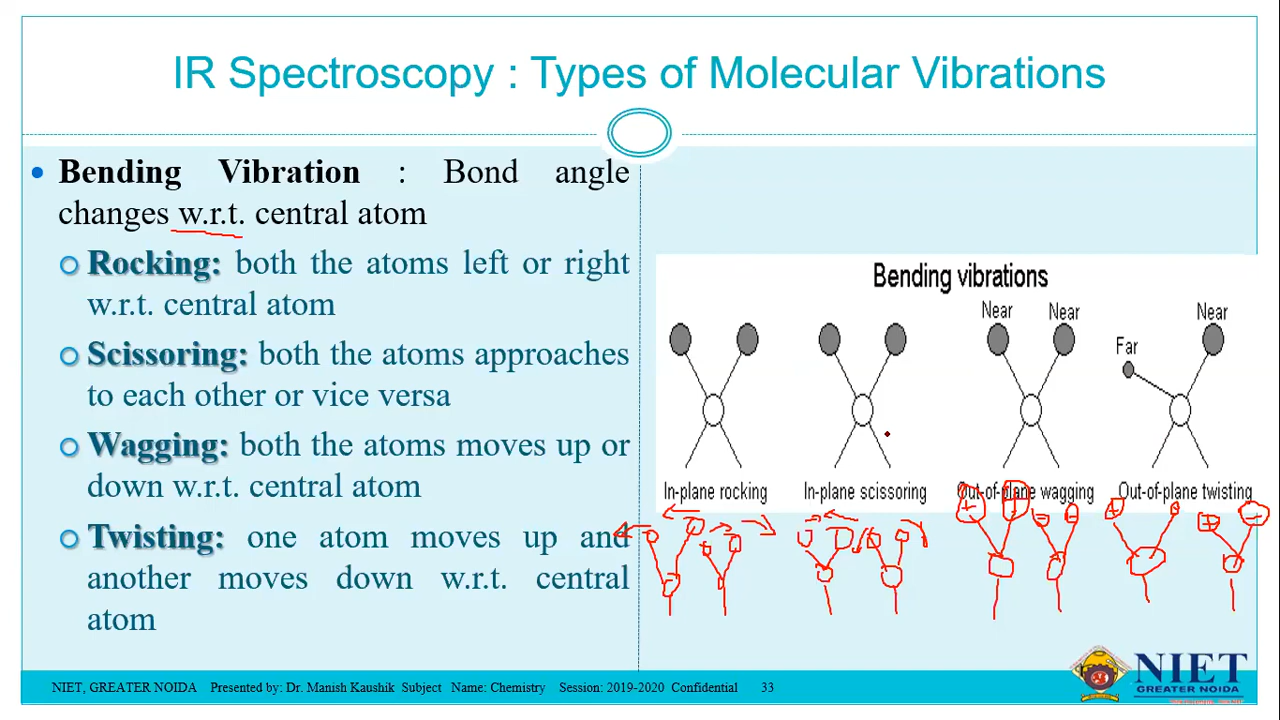 IR Spectroscopy : Types of Molecular Vibrations
Bending Vibration : Bond angle
changes w.r.t. central atom
Rocking: both the atoms left or right
w.r.t. central atom
Scissoring: both the atoms approaches
to each other or vice versa
Wagging: both the atoms moves up or
down w.r.t. central atom
Twisting: one atom moves up and
another moves down w.r.t. central
atom
Bending vibrations
Near Near Near
Far
In-plane rocking In-plane scissoring Out-of-plane wagging Out-of-plane twisting
+ + - - + - + -
NIET, GREATER NOIDA Presented by: Dr. Manish Kaushik Subject Name: Chemistry Session: 2019-2020 Confidential 33
NIET
GREATER NOIDA